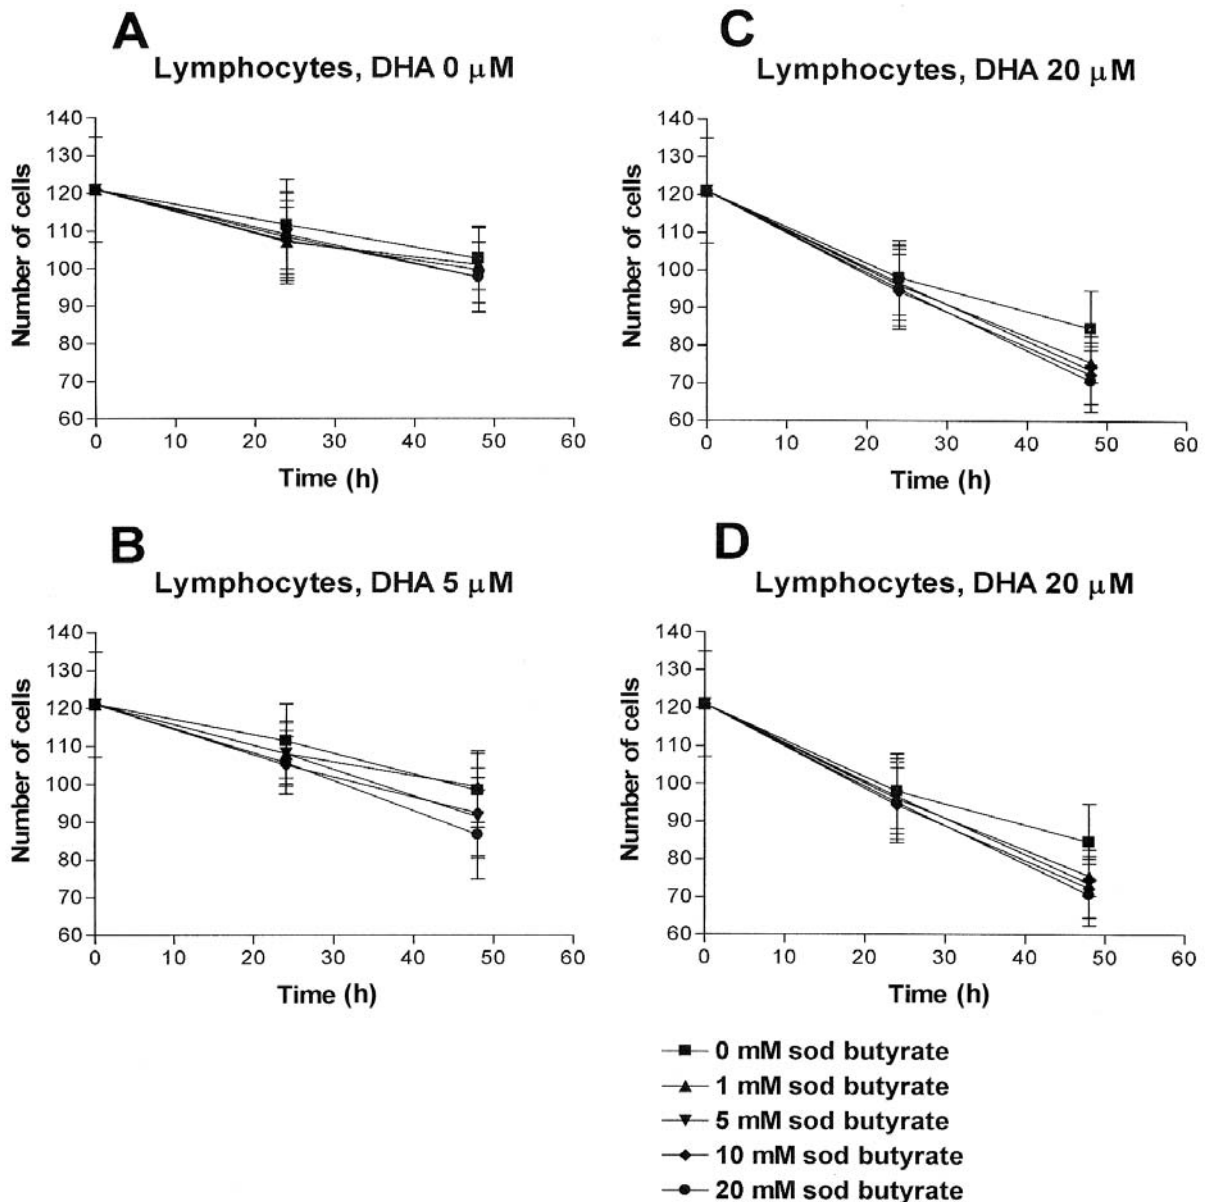 A
Lymphocytes, DHA 0 μM
Number of cells
140
130
120
110
100
90
80
70
60
0 10 20 30 40 50 60
Time (h)
B
Lymphocytes, DHA 5 μM
Number of cells
140
130
120
110
100
90
80
70
60
0 10 20 30 40 50 60
Time (h)
C
Lymphocytes, DHA 20 μM
Number of cells
140
130
120
110
100
90
80
70
60
0 10 20 30 40 50 60
Time (h)
D
Lymphocytes, DHA 20 μM
Number of cells
140
130
120
110
100
90
80
70
60
0 10 20 30 40 50 60
Time (h)
0 mM sod butyrate
1 mM sod butyrate
5 mM sod butyrate
10 mM sod butyrate
20 mM sod butyrate